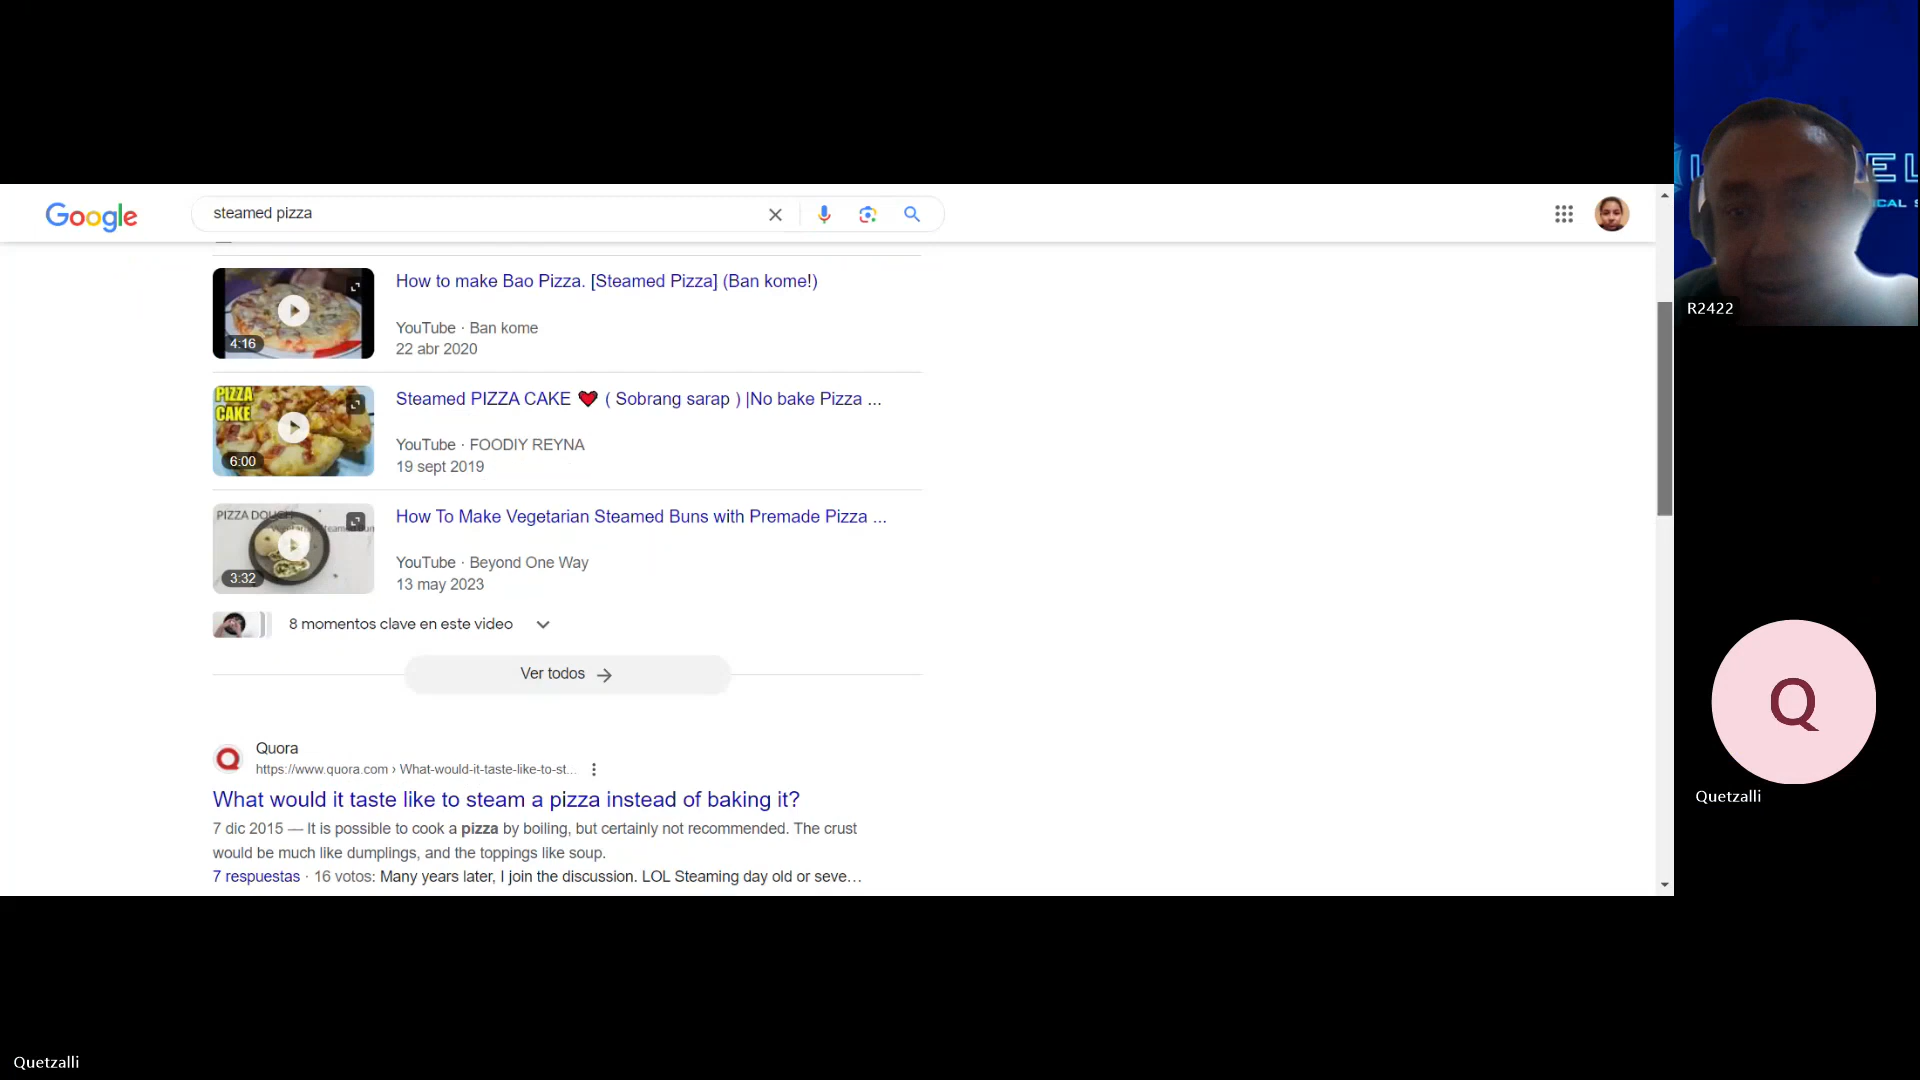 Google
steamed pizza
How to make Bao Pizza. [Steamed Pizza] (Ban kome!)
4:16
YouTube · Ban kome
22 abr 2020
PIZZA
CAKE
Steamed PIZZA CAKE ❤ ( Sobrang sarap ) |No bake Pizza ...
6:00
YouTube · FOODIY REYNA
19 sept 2019
PIZZA DOUGH
How To Make Vegetarian Steamed Buns with Premade Pizza ...
3:32
YouTube · Beyond One Way
13 may 2023
8 momentos clave en este video
Ver todos
Quora
https://www.quora.com › What-would-it-taste-like-to-st...
What would it taste like to steam a pizza instead of baking it?
7 dic 2015 — It is possible to cook a pizza by boiling, but certainly not recommended. The crust
would be much like dumplings, and the toppings like soup.
7 respuestas · 16 votos: Many years later, I join the discussion. LOL Steaming day old or seve…
R2422
Q
Quetzalli
Quetzalli